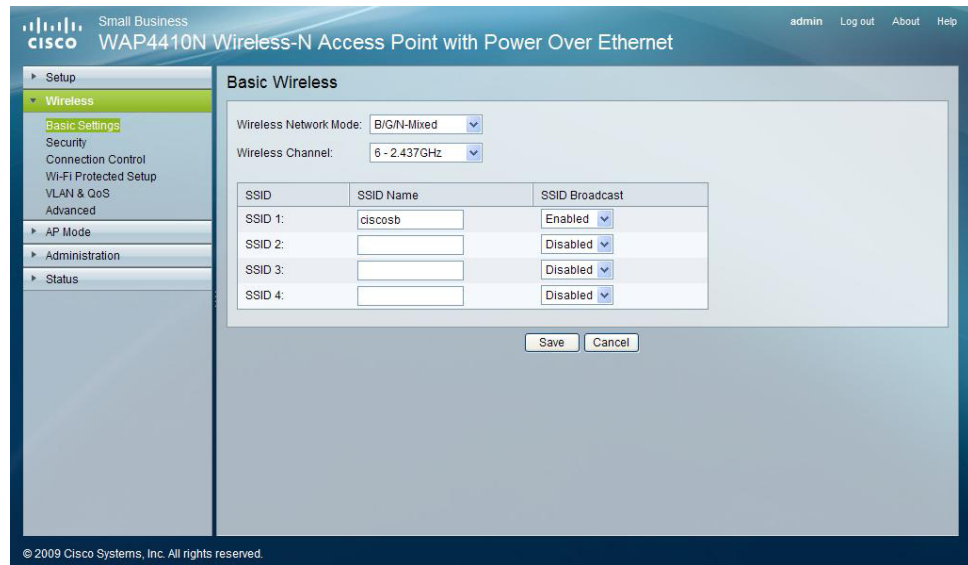 Small Business
CISCO WAP4410N Wireless-N Access Point with Power Over Ethernet
admin Log out About Help
Setup
Wireless
Basic Settings
Security
Connection Control
Wi-Fi Protected Setup
VLAN & QoS
Advanced
AP Mode
Administration
Status
Basic Wireless
Wireless Network Mode: B/G/N-Mixed
Wireless Channel: 6 - 2.437GHz
SSID SSID Name SSID Broadcast
SSID 1: ciscosb Enabled
SSID 2: Disabled
SSID 3: Disabled
SSID 4: Disabled
Save Cancel
© 2009 Cisco Systems, Inc. All rights reserved.